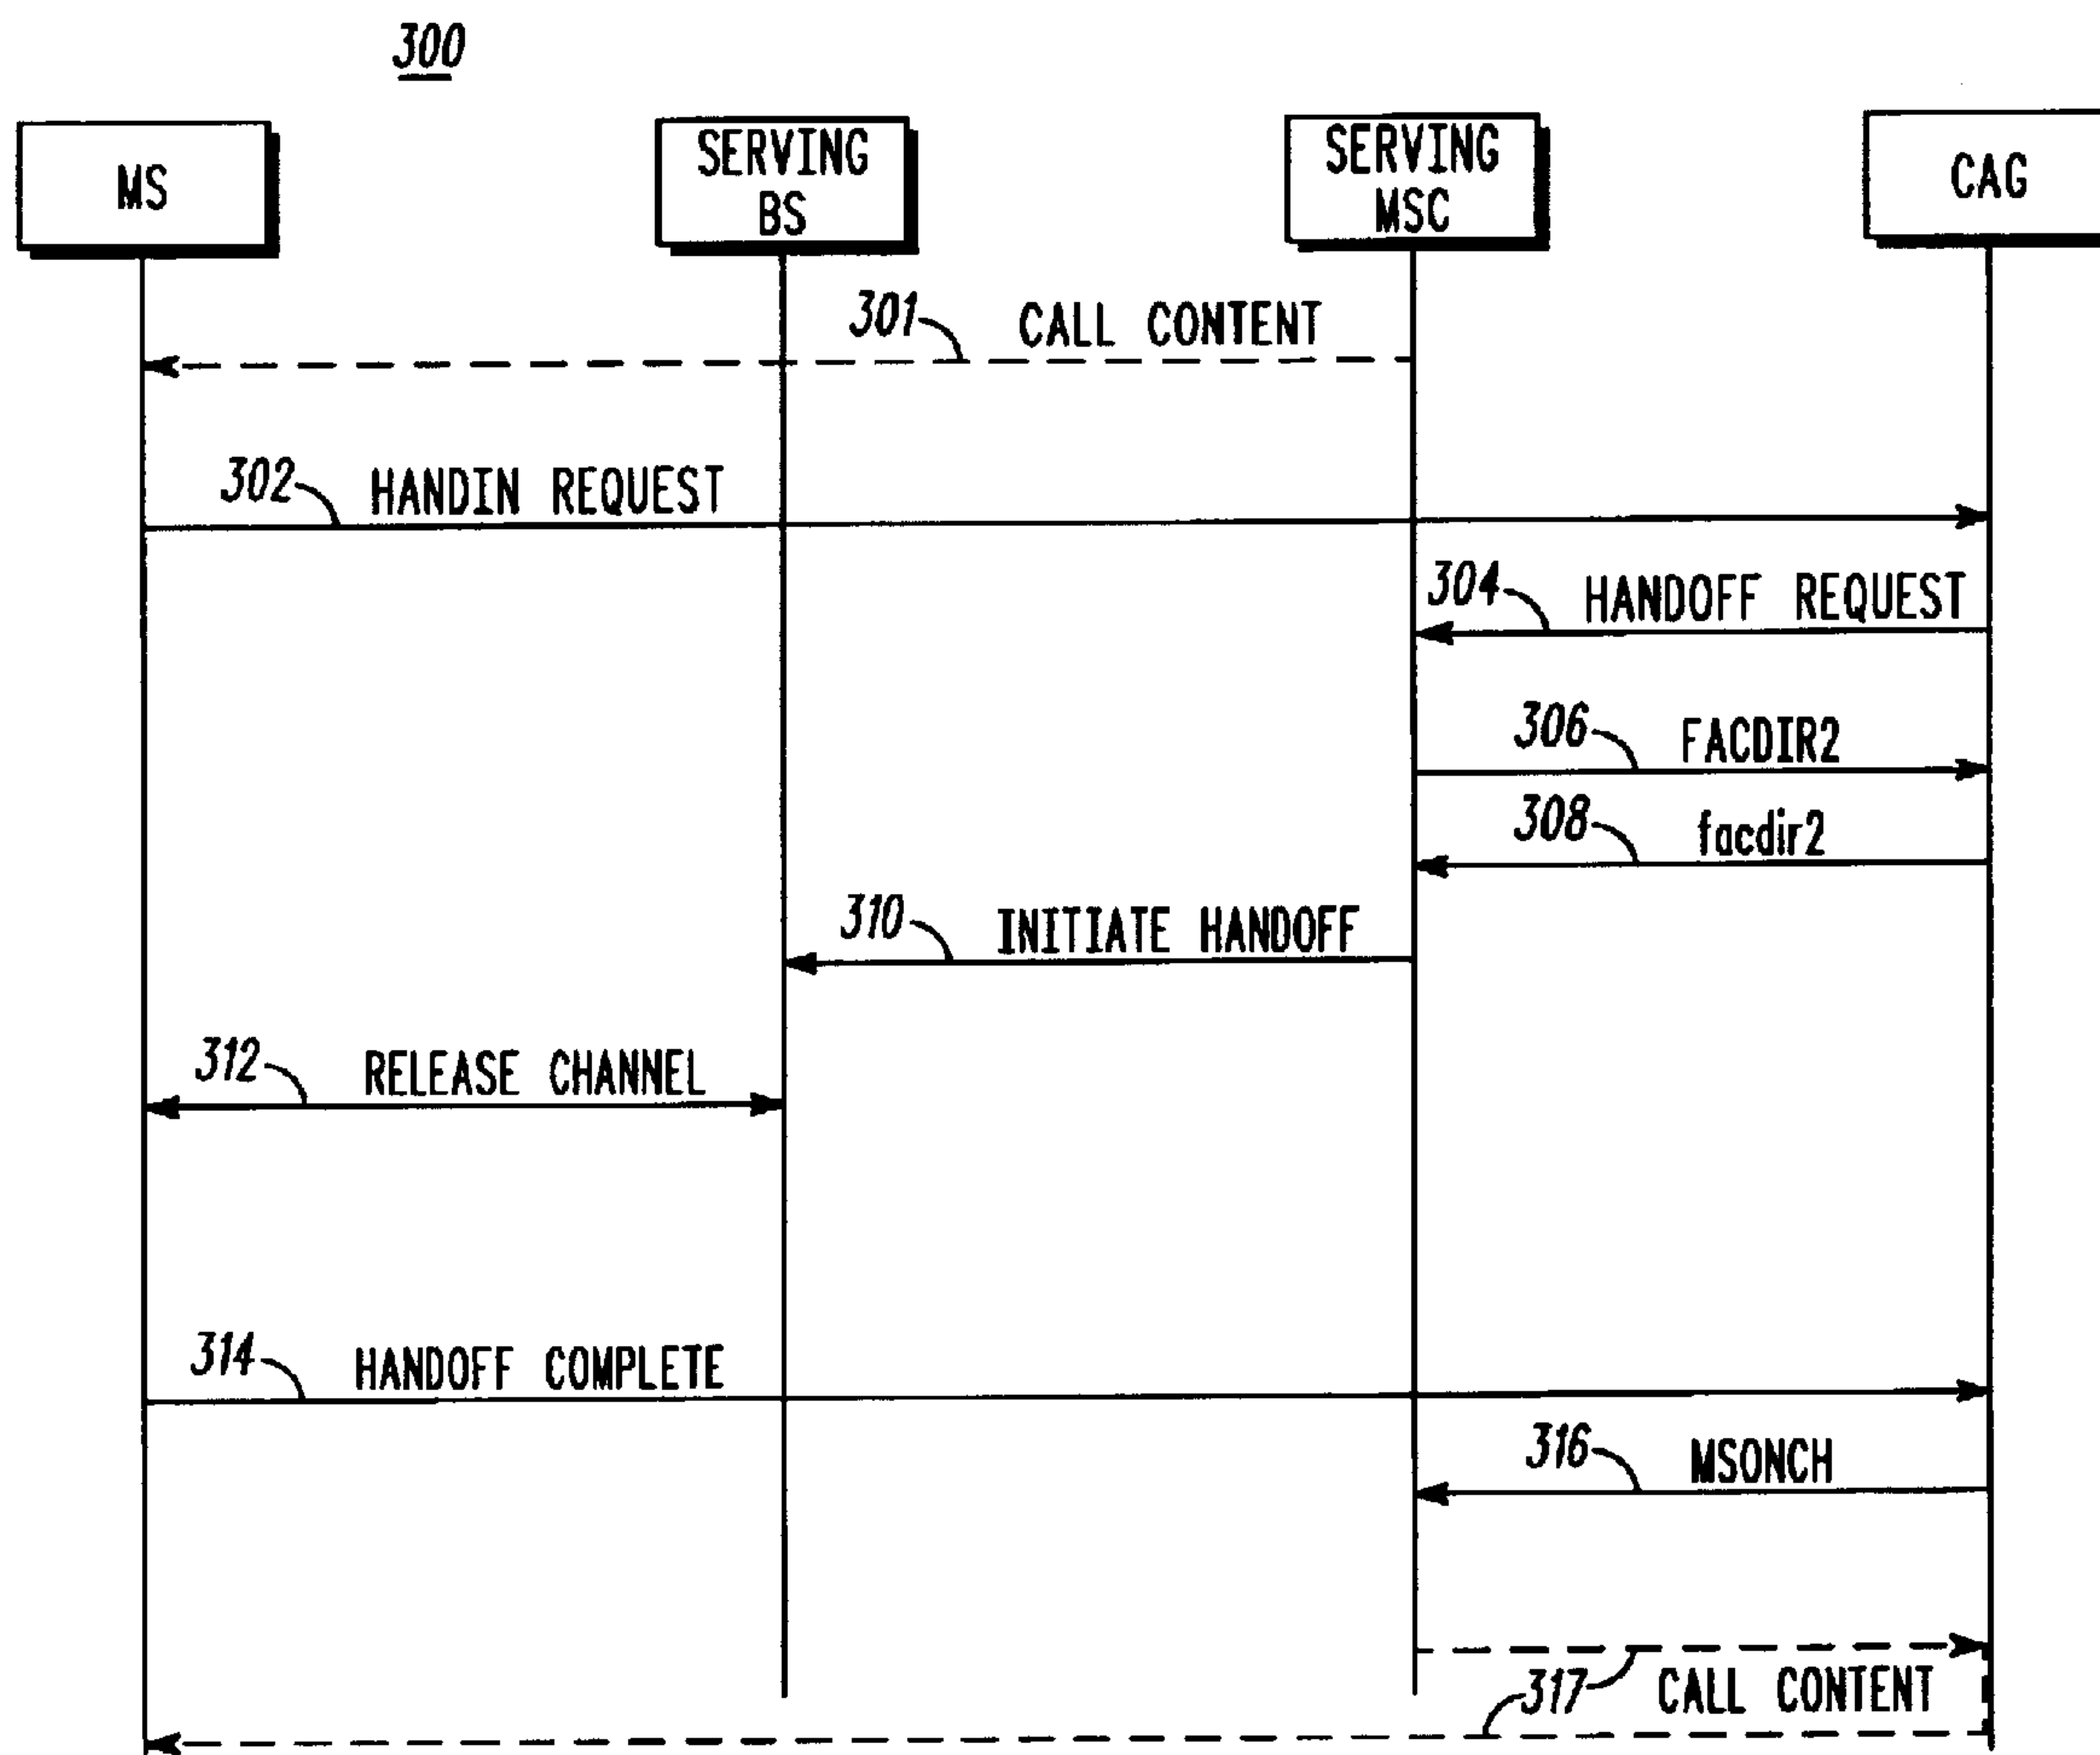 300
MS
SERVING
BS
SERVING
MSC
CAG
301
CALL CONTENT
302
HANDIN REQUEST
304
HANDOFF REQUEST
306
FACDIR2
308
facdir2
310
INITIATE HANDOFF
312
RELEASE CHANNEL
314
HANDOFF COMPLETE
316
MSONCH
317
CALL CONTENT